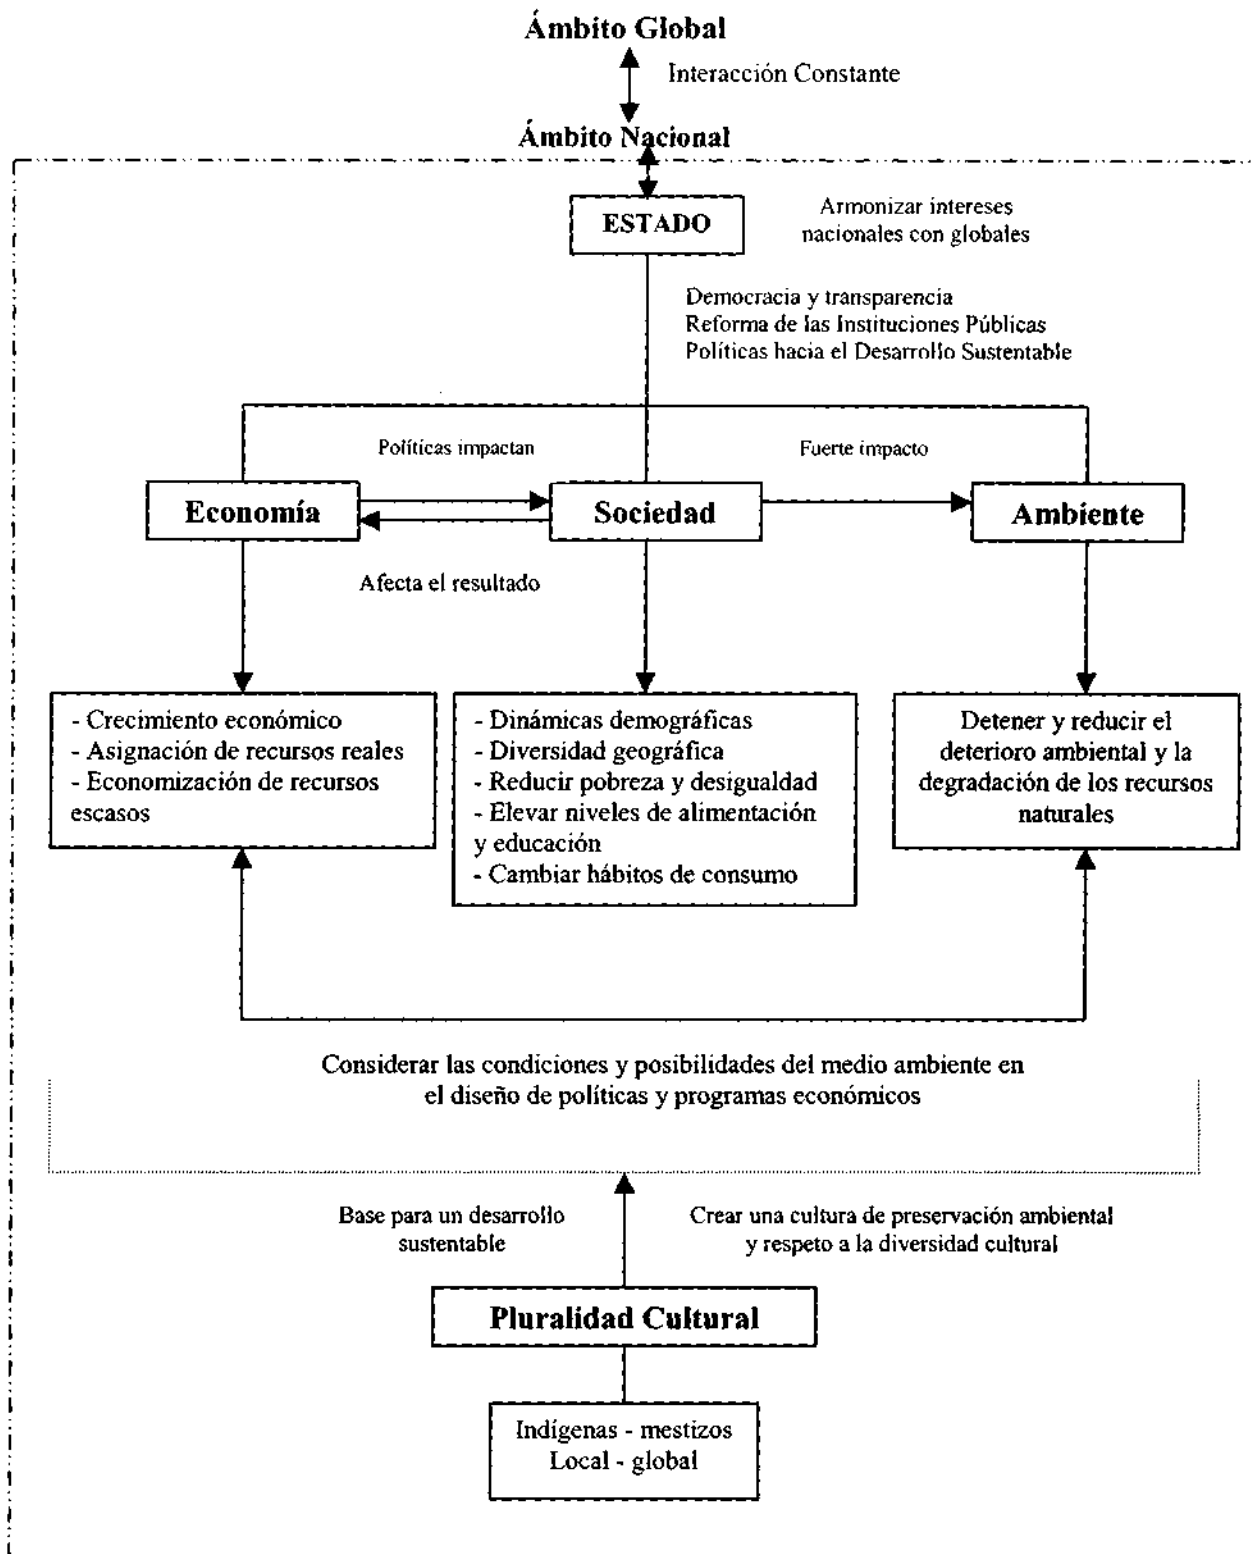 Ámbito Global
Interacción Constante
Ámbito Nacional
ESTADO
Armonizar intereses
nacionales con globales
Democracia y transparencia
Reforma de las Instituciones Públicas
Políticas hacia el Desarrollo Sustentable
Políticas impactan
Fuerte impacto
Economía
Sociedad
Ambiente
Afecta el resultado
- Crecimiento económico
- Asignación de recursos reales
- Economización de recursos
escasos
- Dinámicas demográficas
- Diversidad geográfica
- Reducir pobreza y desigualdad
- Elevar niveles de alimentación
y educación
- Cambiar hábitos de consumo
Detener y reducir el
deterioro ambiental y la
degradación de los recursos
naturales
Considerar las condiciones y posibilidades del medio ambiente en
el diseño de políticas y programas económicos
Base para un desarrollo
sustentable
Crear una cultura de preservación ambiental
y respeto a la diversidad cultural
Pluralidad Cultural
Indígenas - mestizos
Local - global